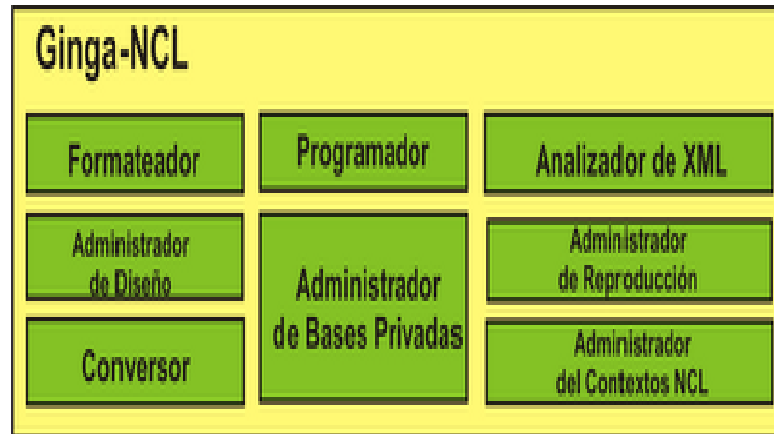 Ginga-NCL
Formateador
Programador
Analizador de XML
Administrador
de Diseño
Administrador
de Bases Privadas
Administrador
de Reproducción
Conversor
Administrador
del Contextos NCL